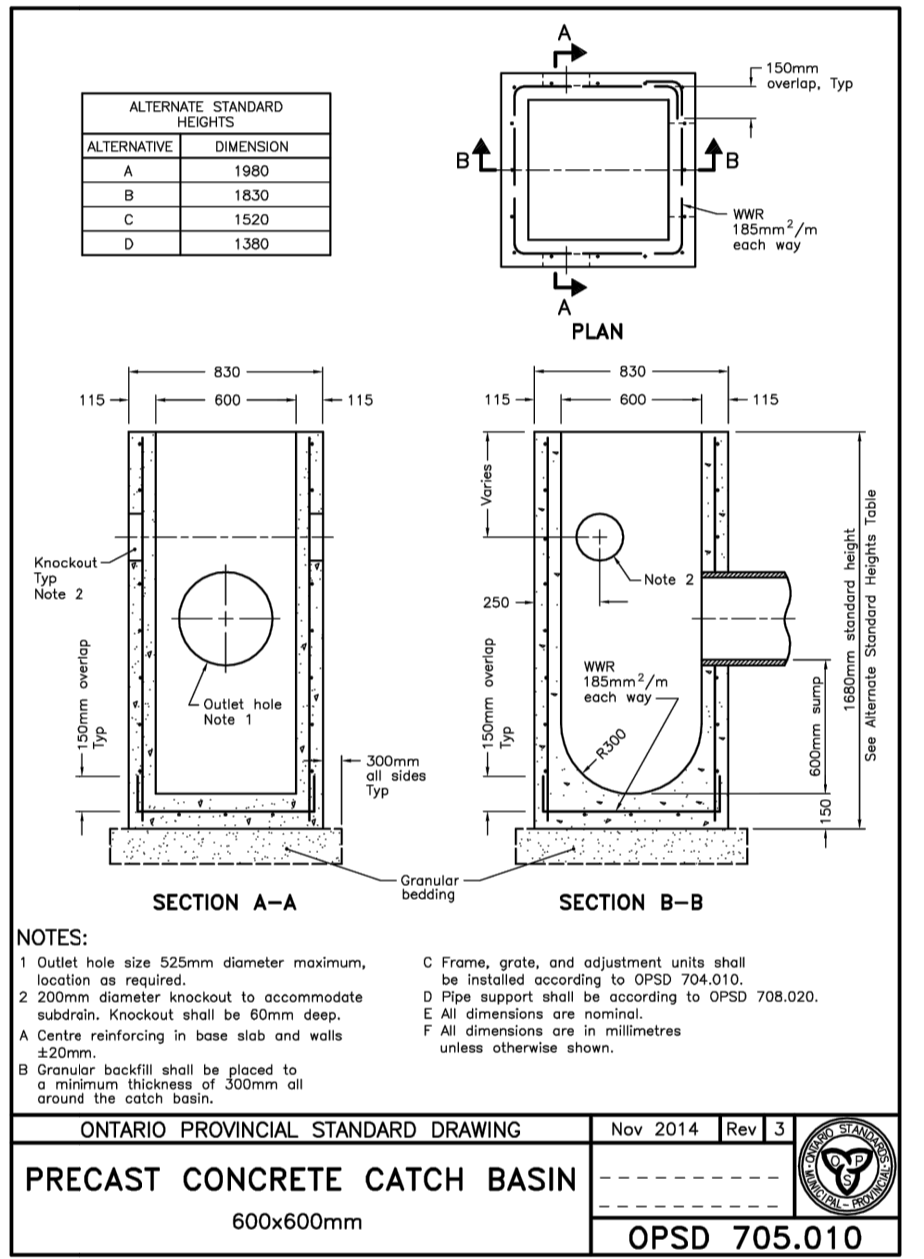 ALTERNATE STANDARD
HEIGHTS
ALTERNATIVE DIMENSION
A 1980
B 1830
C 1520
D 1380
A
150mm
overlap, Typ
B
B
WWR
185mm²/m
each way
A
PLAN
830
115
600
115
Knockout
Typ
Note 2
Outlet hole
Note 1
150mm overlap
Typ
300mm
all sides
Typ
SECTION A–A
830
115
600
115
Varies
Note 2
250
WWR
185mm²/m
each way
150mm overlap
Typ
R300
600mm sump
150
1680mm standard height
See Alternate Standard Heights Table
Granular
bedding
SECTION B–B
NOTES:
1 Outlet hole size 525mm diameter maximum,
location as required.
2 200mm diameter knockout to accommodate
subdrain. Knockout shall be 60mm deep.
A Centre reinforcing in base slab and walls
±20mm.
B Granular backfill shall be placed to
a minimum thickness of 300mm all
around the catch basin.
C Frame, grate, and adjustment units shall
be installed according to OPSD 704.010.
D Pipe support shall be according to OPSD 708.020.
E All dimensions are nominal.
F All dimensions are in millimetres
unless otherwise shown.
ONTARIO PROVINCIAL STANDARD DRAWING
Nov 2014 Rev 3
PRECAST CONCRETE CATCH BASIN
600x600mm
OPSD 705.010
ONTARIO STANDARDS
MUNICIPAL – PROVINCIAL
O P
S